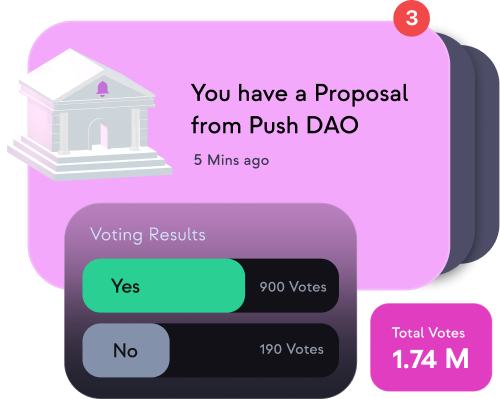 3
You have a Proposal
from Push DAO
5 Mins ago
Voting Results
Yes
900 Votes
No
190 Votes
Total Votes
1.74 M